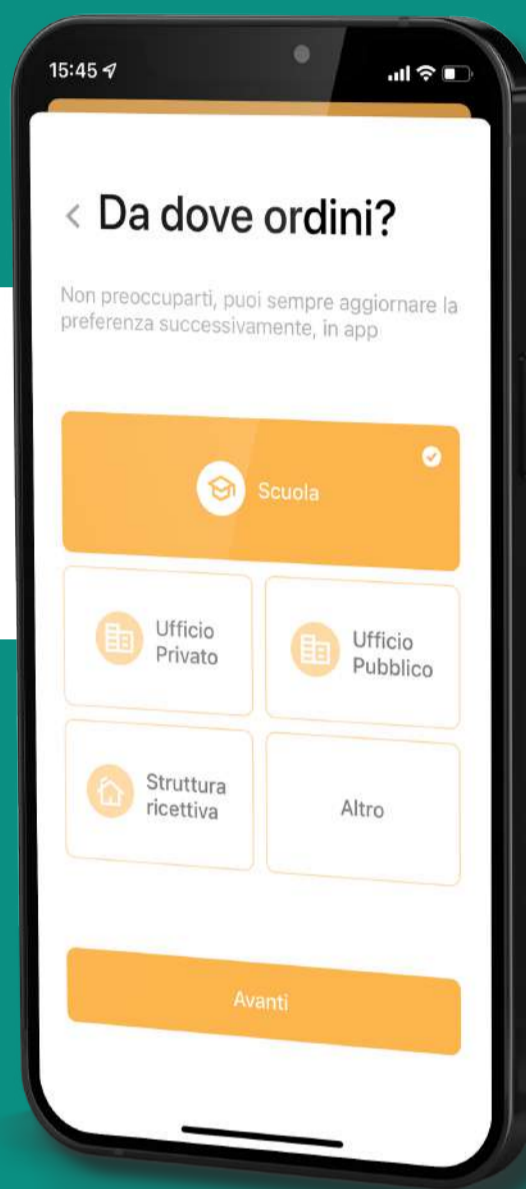 15:45
Da dove ordini?
Non preoccuparti, puoi sempre aggiornare la
preferenza successivamente, in app
Scuola
Ufficio
Privato
Ufficio
Pubblico
Struttura
ricettiva
Altro
Avanti